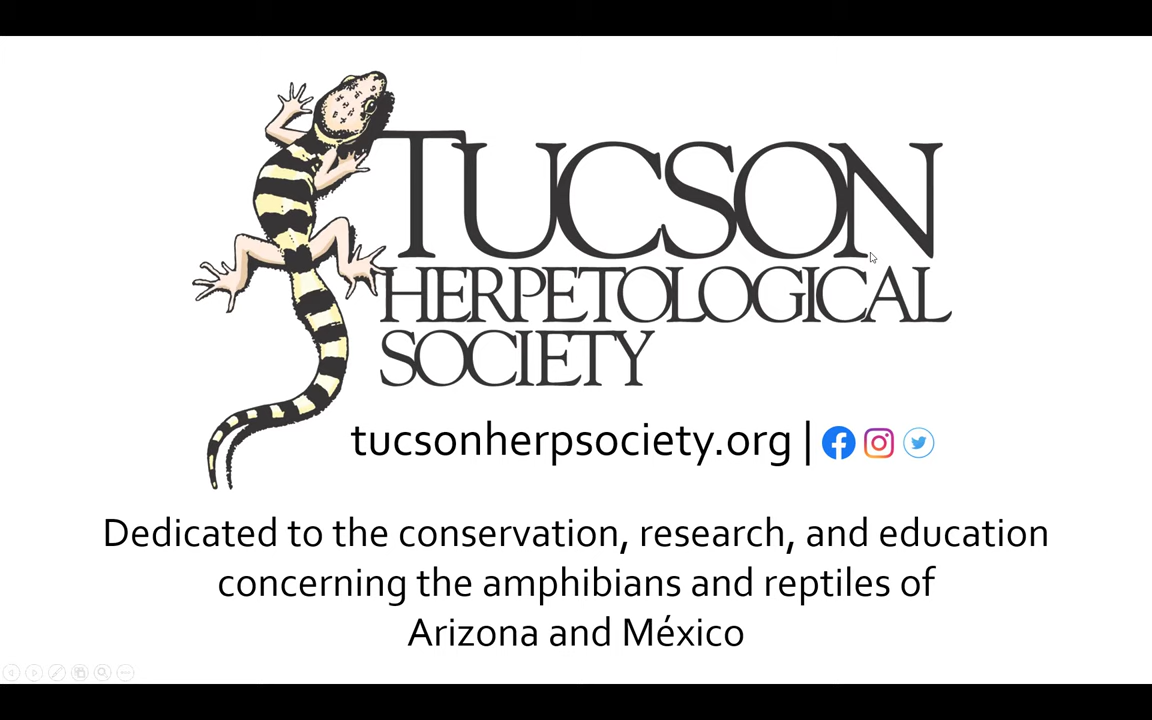 TUCSON
HERPETOLOGICAL
SOCIETY
tucsonherpsociety.org |
Dedicated to the conservation, research, and education
concerning the amphibians and reptiles of
Arizona and México